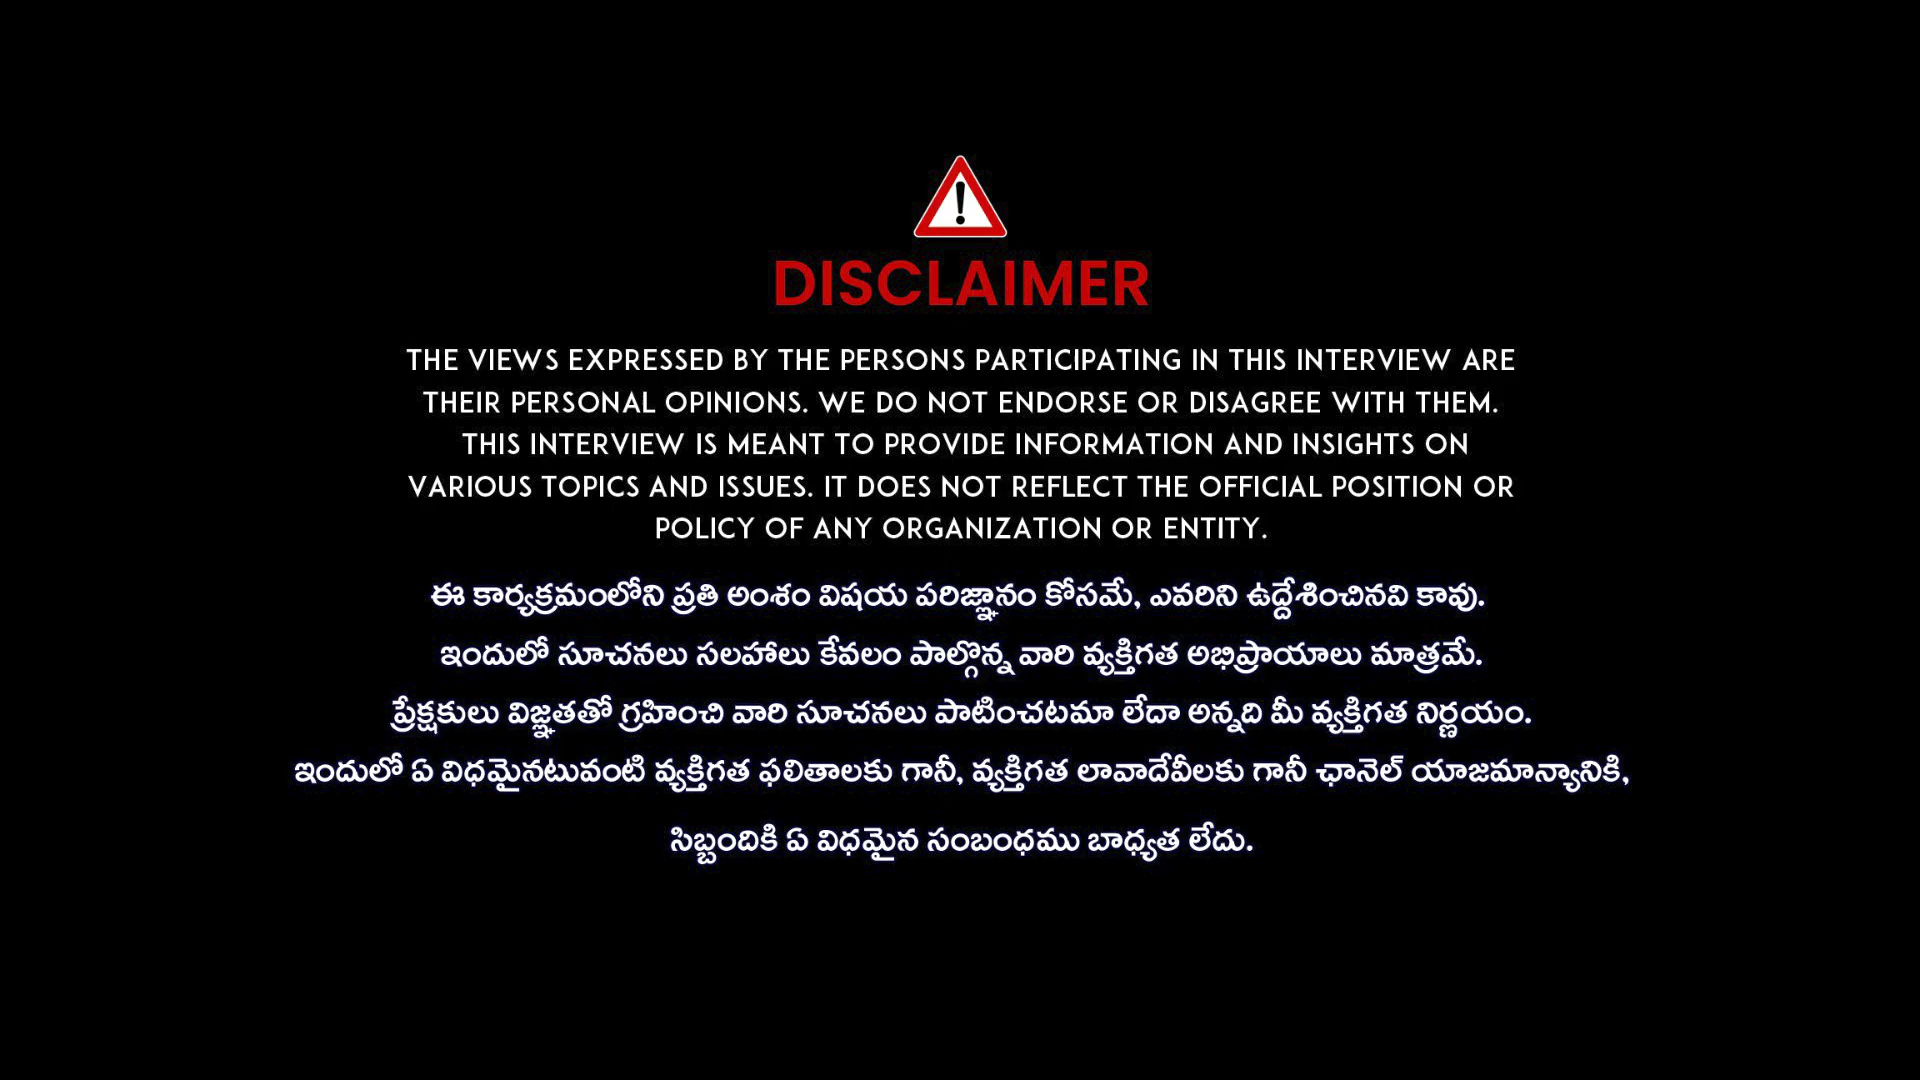 DISCLAIMER
THE VIEWS EXPRESSED BY THE PERSONS PARTICIPATING IN THIS INTERVIEW ARE
THEIR PERSONAL OPINIONS. WE DO NOT ENDORSE OR DISAGREE WITH THEM.
THIS INTERVIEW IS MEANT TO PROVIDE INFORMATION AND INSIGHTS ON
VARIOUS TOPICS AND ISSUES. IT DOES NOT REFLECT THE OFFICIAL POSITION OR
POLICY OF ANY ORGANIZATION OR ENTITY.
ఈ కార్యక్రమంలోని ప్రతి అంశం విషయ పరిజ్ఞానం కోసమే, ఎవరిని ఉద్దేశించినవి కావు.
ఇందులో సూచనలు సలహాలు కేవలం పాల్గొన్న వారి వ్యక్తిగత అభిప్రాయాలు మాత్రమే.
ప్రేక్షకులు విజ్ఞతతో గ్రహించి వారి సూచనలు పాటించటమా లేదా అన్నది మీ వ్యక్తిగత నిర్ణయం.
ఇందులో ఏ విధమైనటువంటి వ్యక్తిగత ఫలితాలకు గానీ, వ్యక్తిగత లావాదేవీలకు గానీ ఛానెల్ యాజమాన్యానికి,
సిబ్బందికి ఏ విధమైన సంబంధము బాధ్యత లేదు.